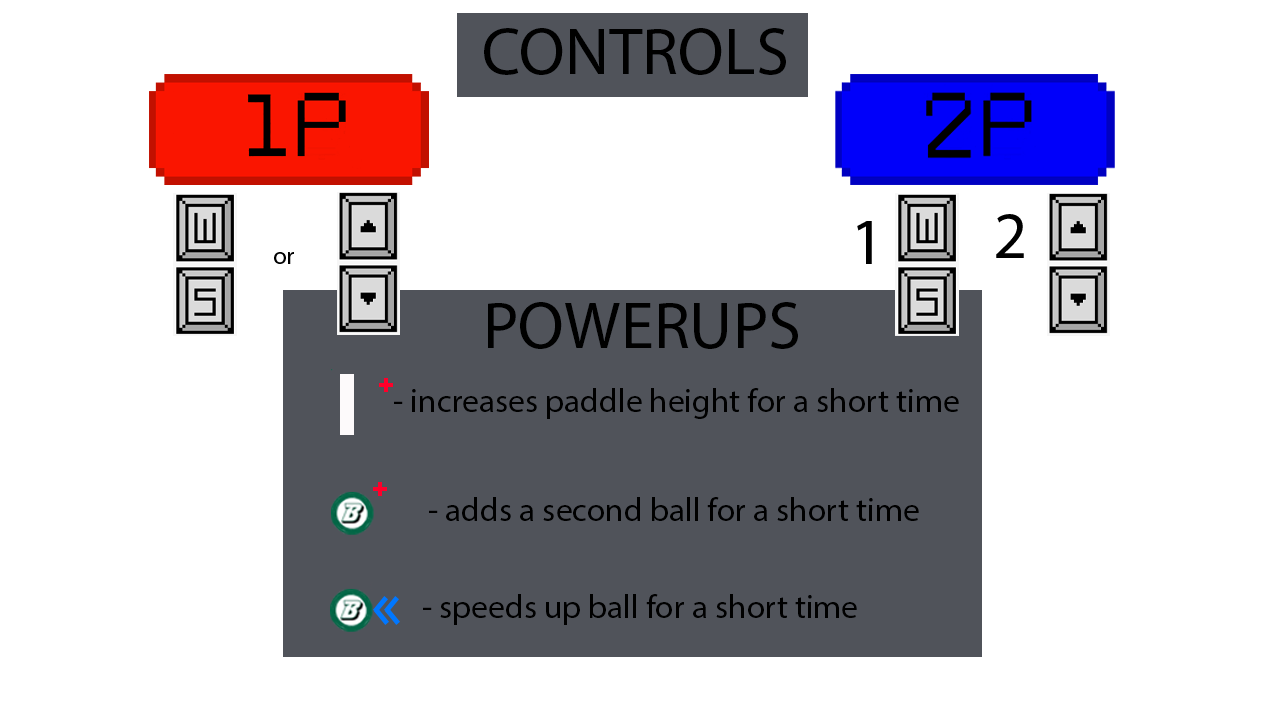 CONTROLS
1P
2P
W
or
S
1 W 2
S
POWERUPS
- increases paddle height for a short time
B
- adds a second ball for a short time
B
- speeds up ball for a short time